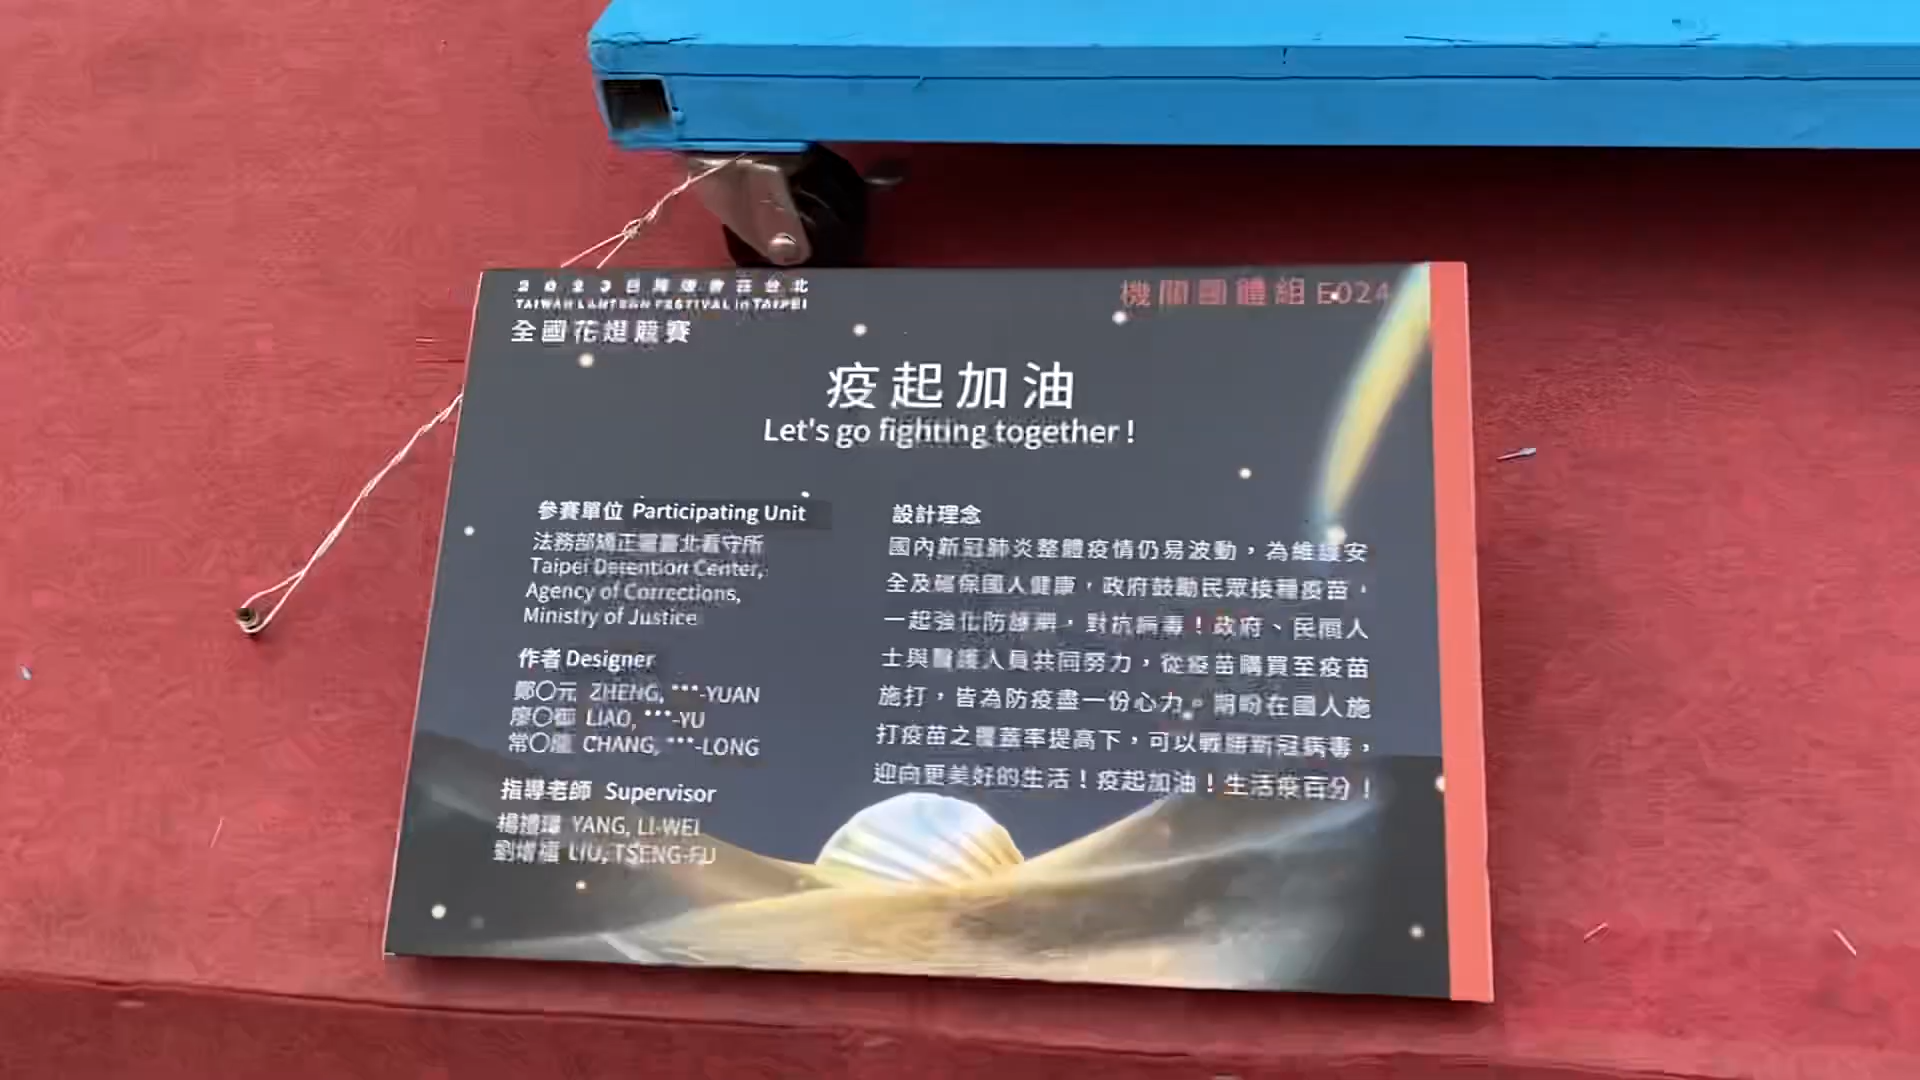 2023台灣燈會在台北
TAIWAN LANTERN FESTIVAL in TAIPEI
全國花燈競賽
機關團體組 E024
疫起加油
Let's go fighting together !
參賽單位 Participating Unit
法務部矯正署臺北看守所
Taipei Detention Center,
Agency of Corrections,
Ministry of Justice
作者 Designer
鄭〇元 ZHENG, ***-YUAN
廖〇御 LIAO, ***-YU
常〇龍 CHANG, ***-LONG
指導老師 Supervisor
楊禮瑋 YANG, LI-WEI
劉增福 LIU, TSENG-FU
設計理念
國內新冠肺炎整體疫情仍易波動，為維護安
全及確保國人健康，政府鼓勵民眾接種疫苗，
一起強化防護網，對抗病毒！政府、民間人
士與醫護人員共同努力，從疫苗購買至疫苗
施打，皆為防疫盡一份心力。期盼在國人施
打疫苗之覆蓋率提高下，可以戰勝新冠病毒，
迎向更美好的生活！疫起加油！生活疫百分！